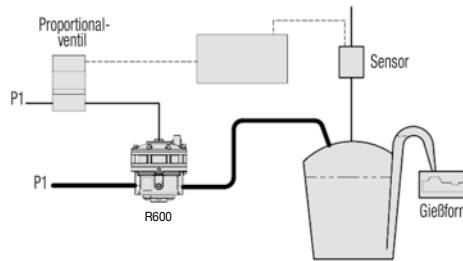 Proportional-
ventil
P1
Sensor
P1
R600
Gießform